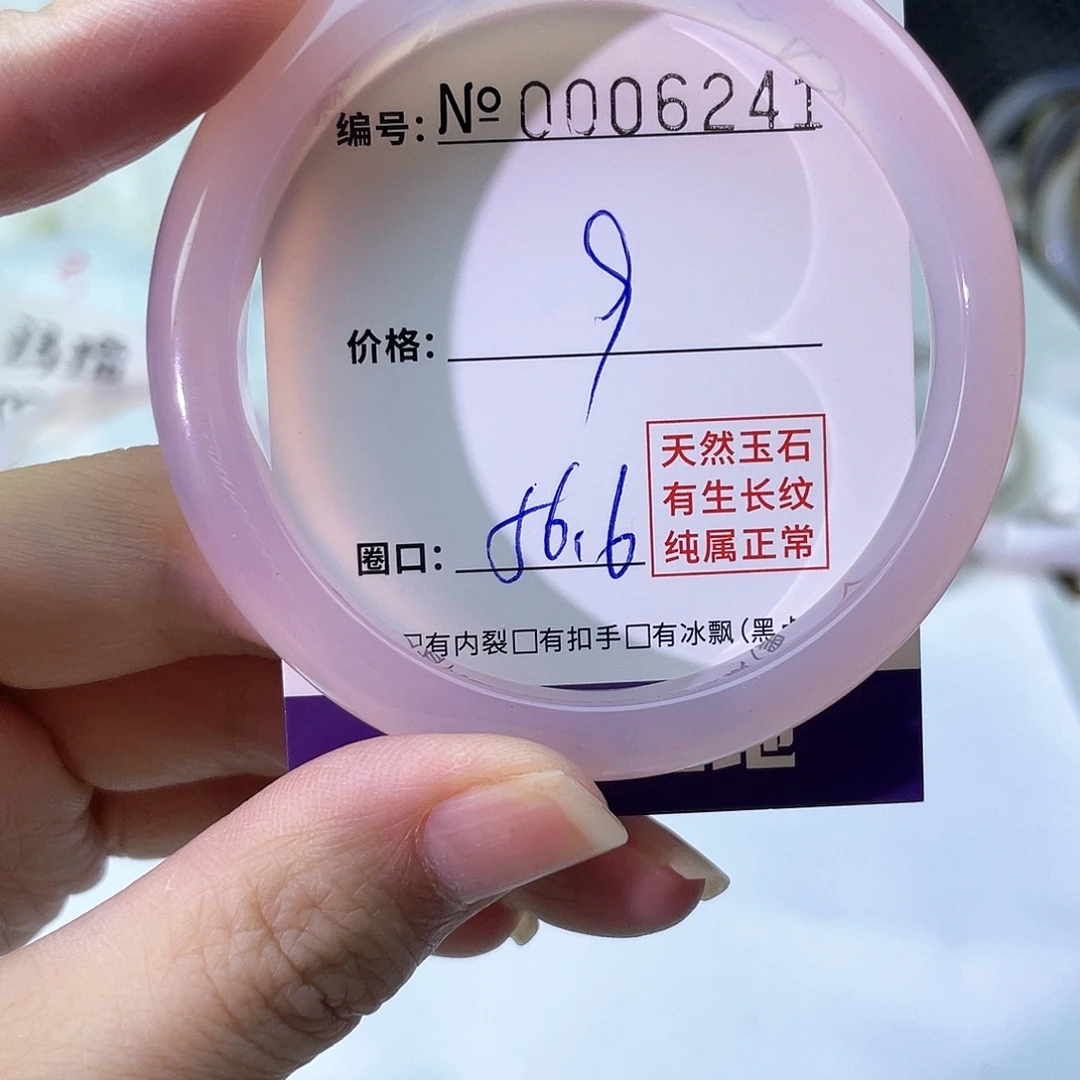 编号：№ 0006241
价格： 9
圈口： 56.6
天然玉石
有生长纹
纯属正常
有内裂□有扣手□有冰飘（黑